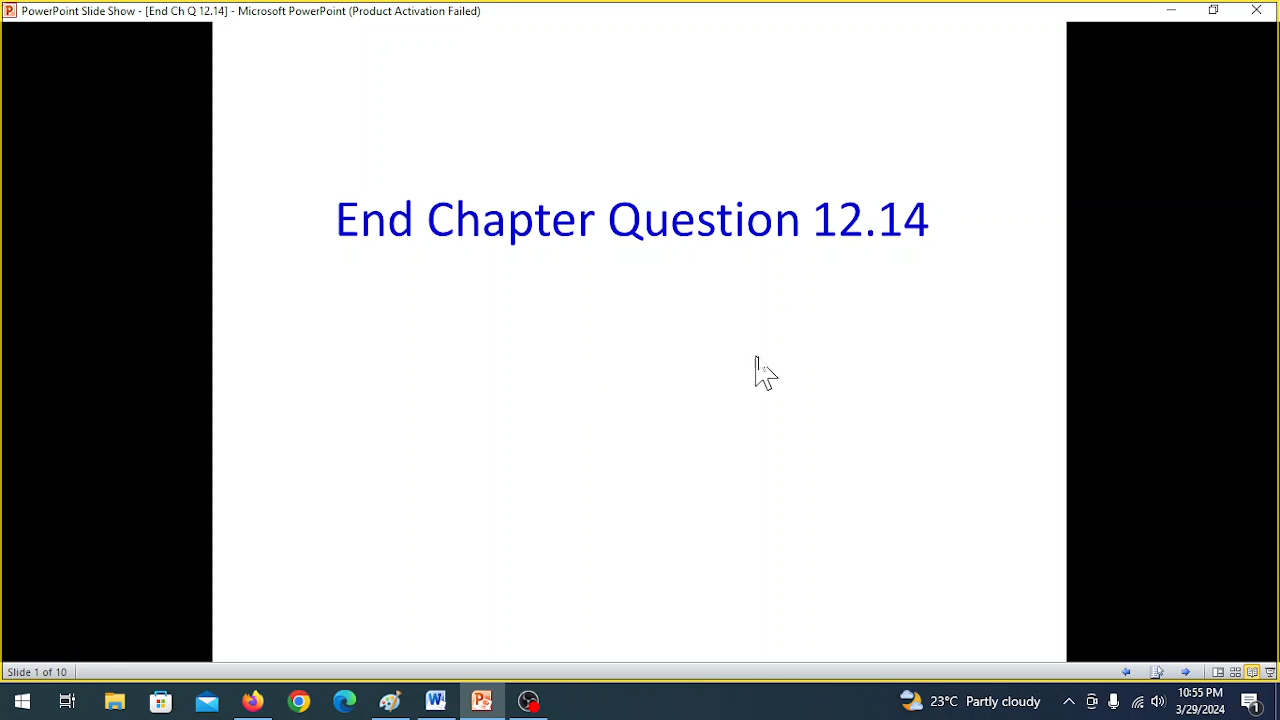 PowerPoint Slide Show - [End Ch Q 12.14] - Microsoft PowerPoint (Product Activation Failed)
End Chapter Question 12.14
Slide 1 of 10
23°C Partly cloudy
10:55 PM
3/29/2024
1